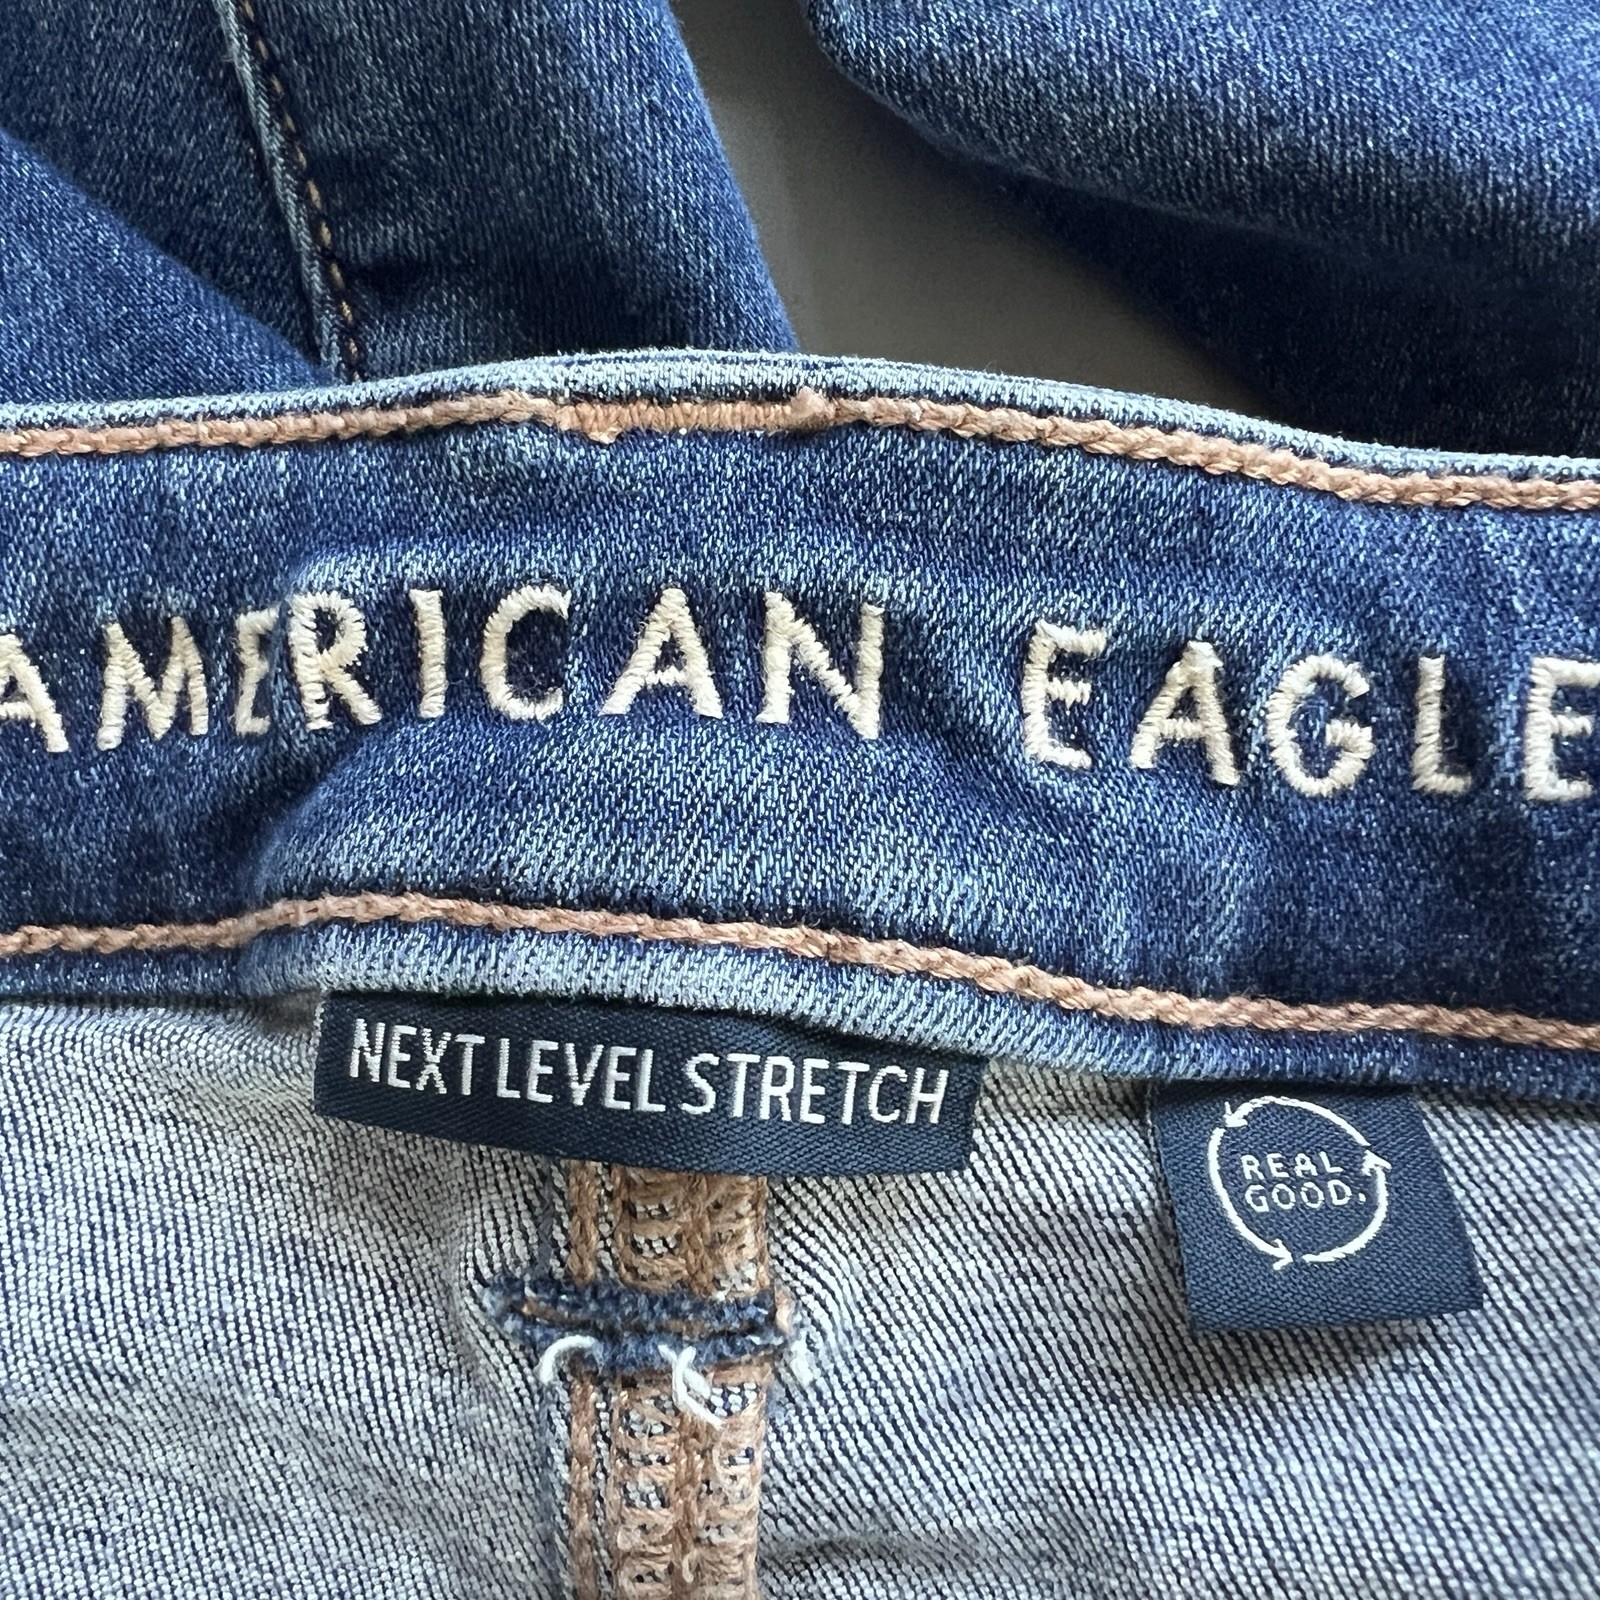 AMERICAN EAGLE
NEXT LEVEL STRETCH
REAL
GOOD.